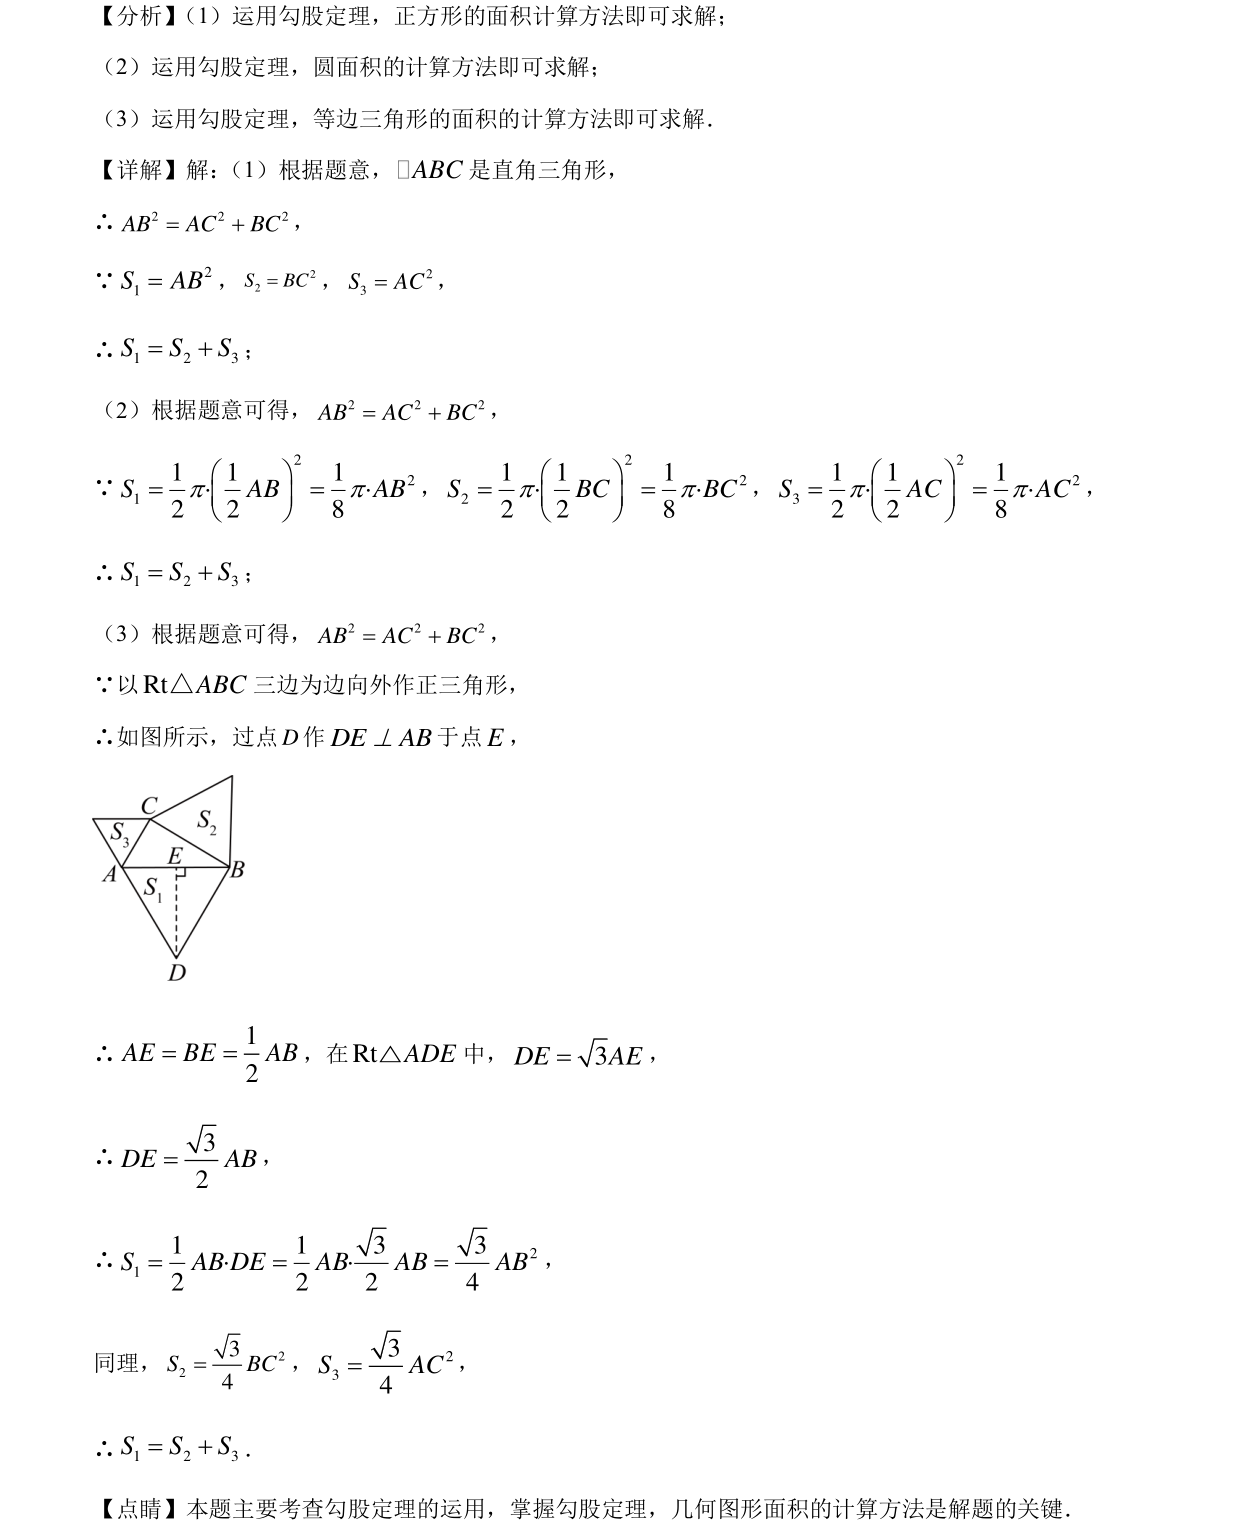 【分析】（1）运用勾股定理，正方形的面积计算方法即可求解；
（2）运用勾股定理，圆面积的计算方法即可求解；
（3）运用勾股定理，等边三角形的面积的计算方法即可求解．
【详解】解：（1）根据题意，□ABC 是直角三角形，
∴ AB² = AC² + BC²，
∵ S₁ = AB²，S₂ = BC²，S₃ = AC²，
∴ S₁ = S₂ + S₃；
（2）根据题意可得，AB² = AC² + BC²，
∵ S₁ = 1/2 π·(1/2 AB)² = 1/8 π·AB²，S₂ = 1/2 π·(1/2 BC)² = 1/8 π·BC²，S₃ = 1/2 π·(1/2 AC)² = 1/8 π·AC²，
∴ S₁ = S₂ + S₃；
（3）根据题意可得，AB² = AC² + BC²，
∵以 Rt△ABC 三边为边向外作正三角形，
∴如图所示，过点 D 作 DE ⊥ AB 于点 E，
C
S₂
S₃
E
A
B
S₁
D
∴ AE = BE = 1/2 AB，在 Rt△ADE 中，DE = √3AE，
∴ DE = √3/2 AB，
∴ S₁ = 1/2 AB·DE = 1/2 AB·√3/2 AB = √3/4 AB²，
同理，S₂ = √3/4 BC²，S₃ = √3/4 AC²，
∴ S₁ = S₂ + S₃．
【点睛】本题主要考查勾股定理的运用，掌握勾股定理，几何图形面积的计算方法是解题的关键．